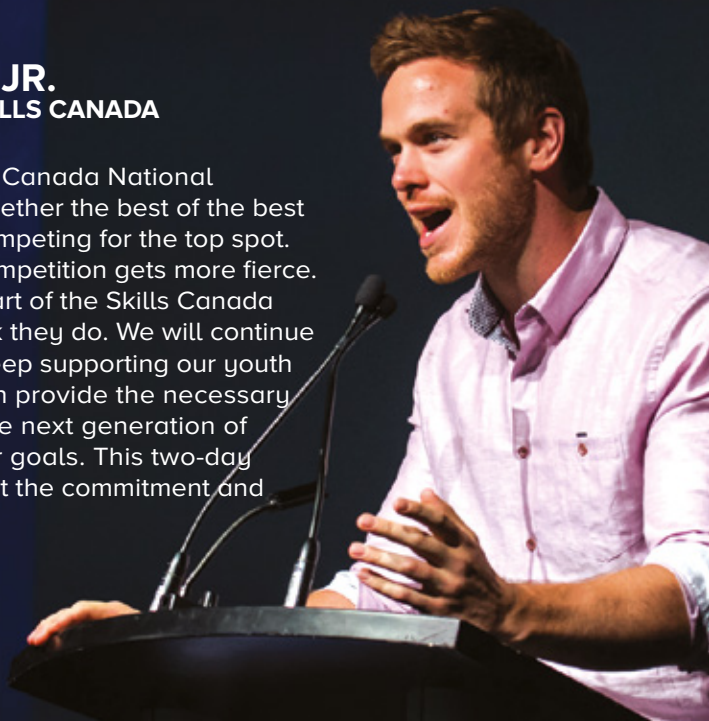 JR.
LLS CANADA
Canada National
ether the best of the best
mpeting for the top spot.
mpetition gets more fierce.
art of the Skills Canada
k they do. We will continue
eep supporting our youth
n provide the necessary
e next generation of
r goals. This two-day
t the commitment and